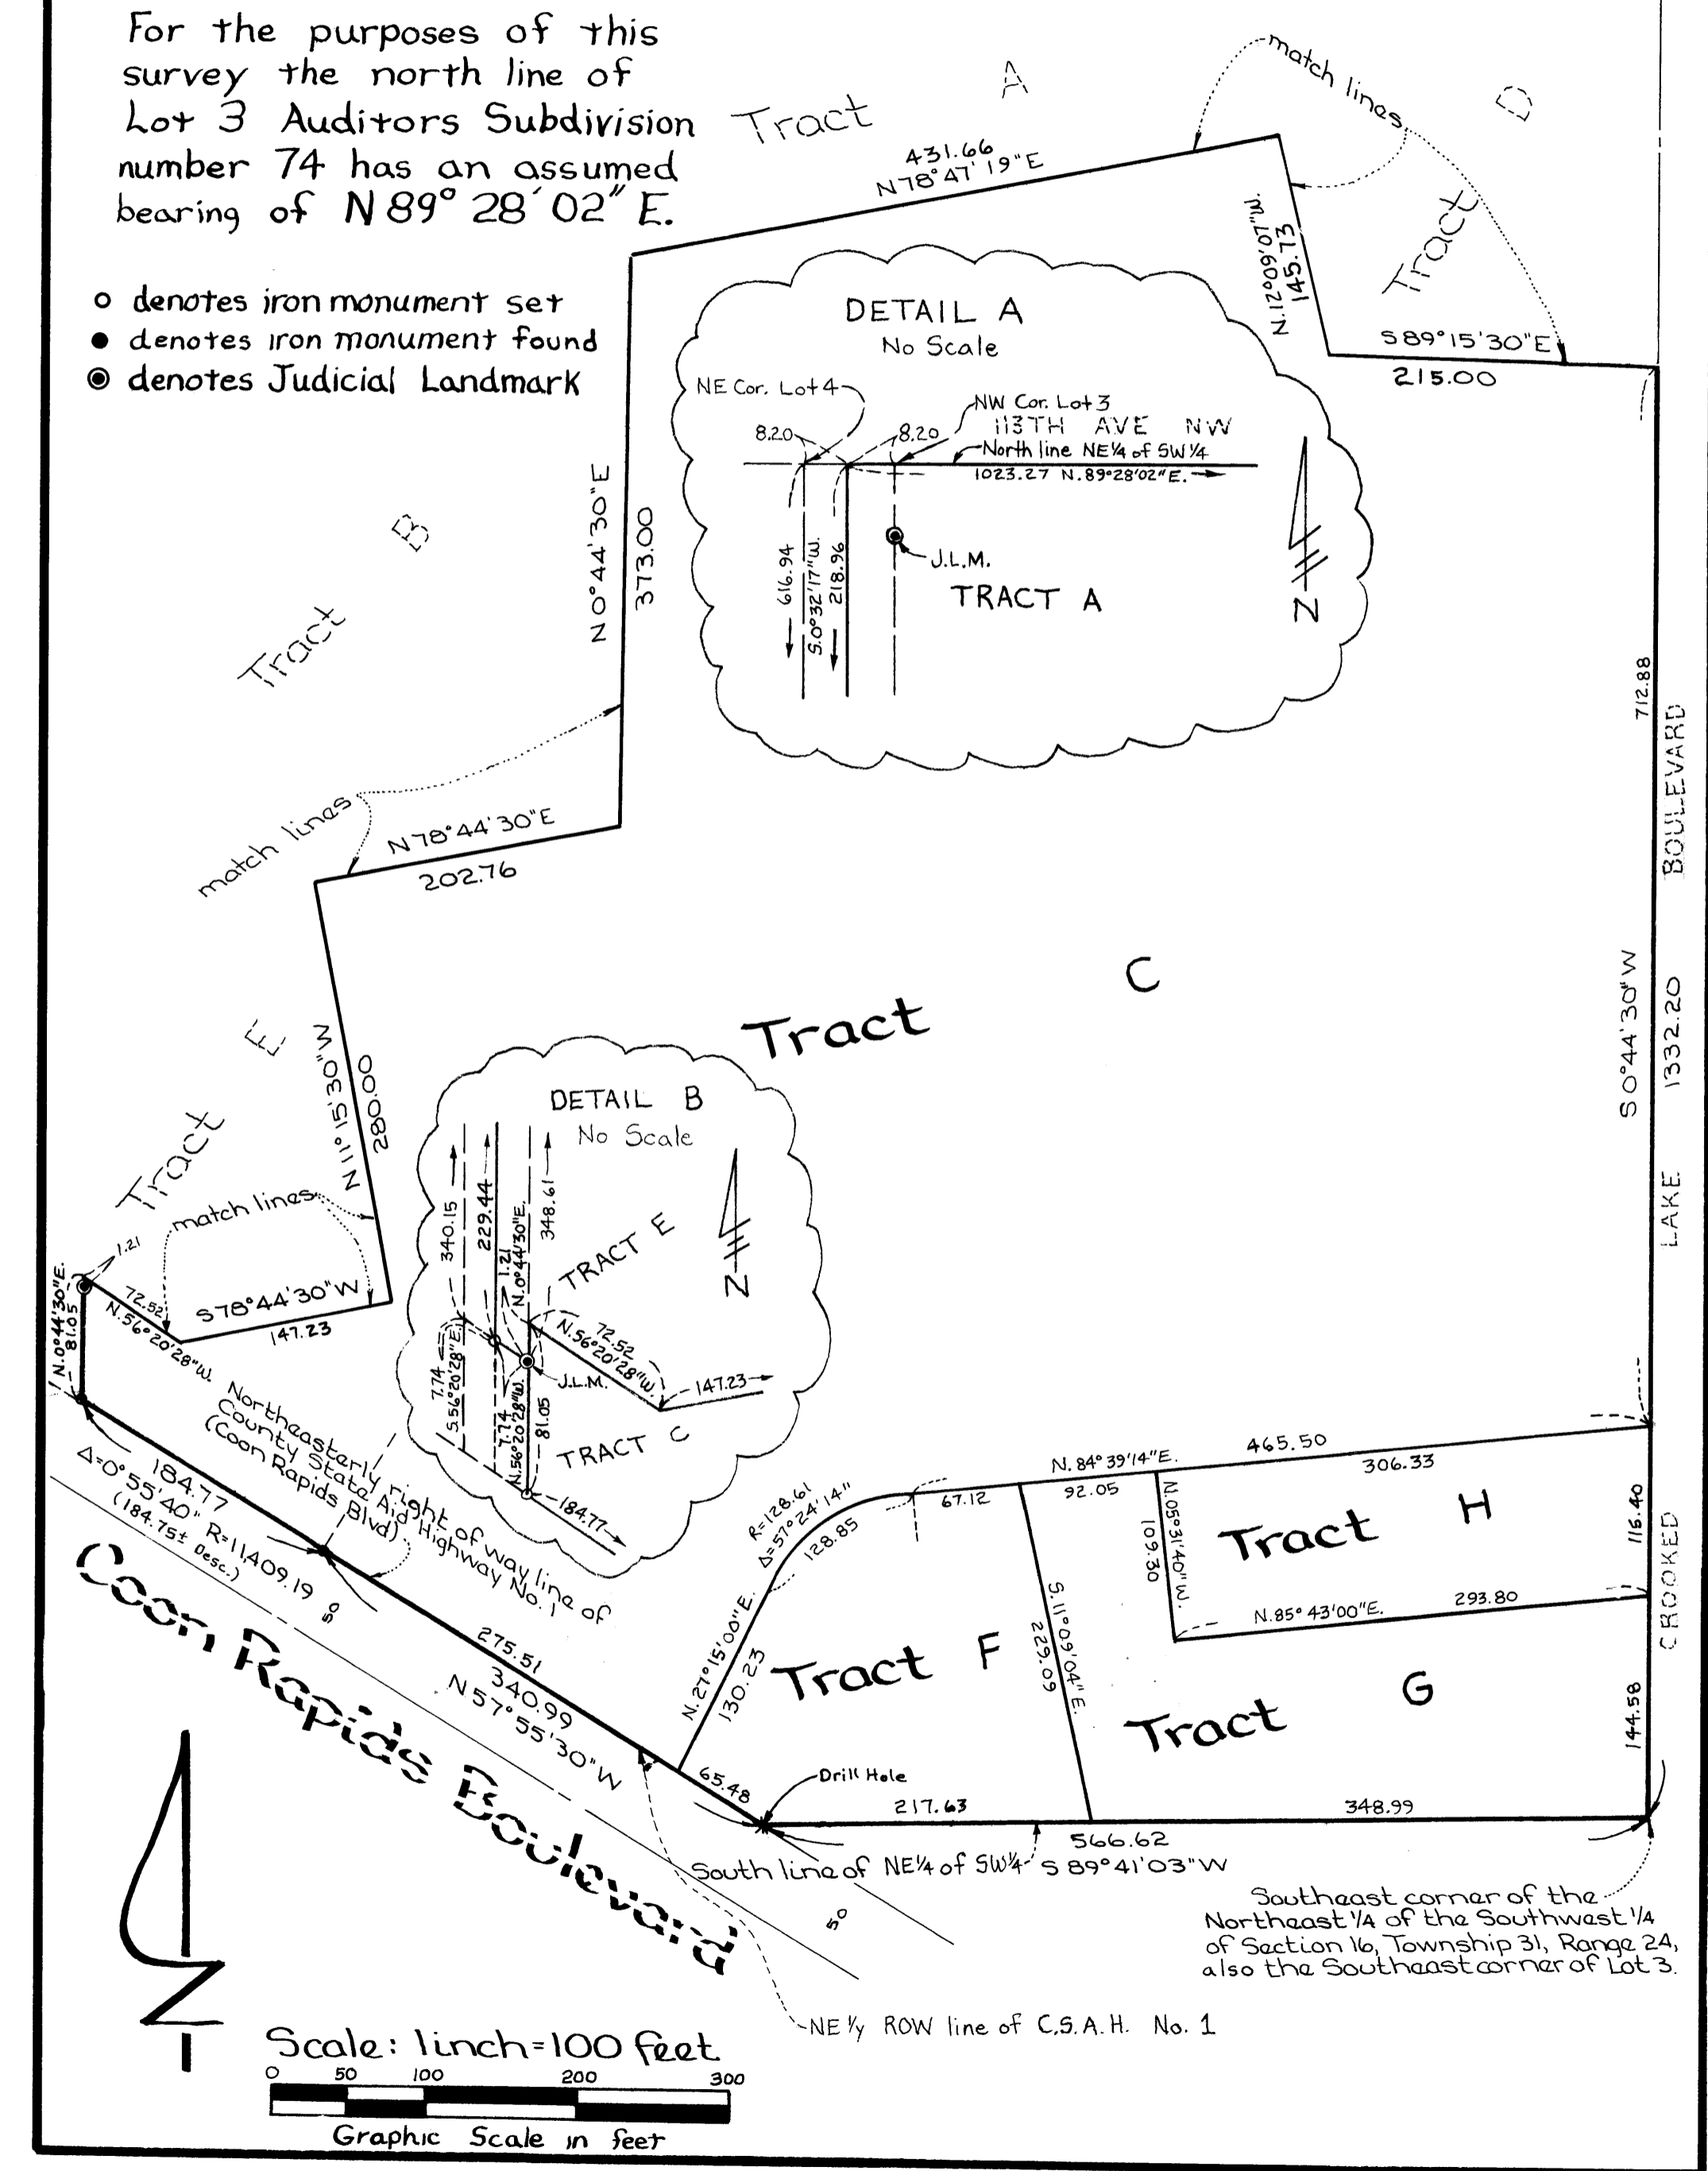 For the purposes of this
survey the north line of
Lot 3 Auditors Subdivision
number 74 has an assumed
bearing of N 89° 28' 02" E.
denotes iron monument set
denotes iron monument found
denotes Judicial Landmark
Tract A
431.66
N78°47'19"E
match lines
Tract D
N.12°09'07"W.
145.73
S89°15'30"E
215.00
DETAIL A
No Scale
NE Cor. Lot 4
NW Cor. Lot 3
113TH AVE NW
8.20
8.20
North line NE¼ of SW¼
1023.27 N.89°28'02"E.
616.94
S.0°32'17"W.
218.96
J.L.M.
TRACT A
N
N 0°44'30"E
373.00
Tract B
match lines
N78°44'30"E
202.76
712.88
S 0°44'30"W
1332.20
CROOKED LAKE BOULEVARD
Tract C
Tract E
N11°15'30"W
280.00
match lines
1.21
N.0°44'30"E.
81.05
72.52
N.56°20'28"W.
S78°44'30"W
147.23
DETAIL B
No Scale
340.15
229.44
1.21
N.0°44'30"E.
348.61
TRACT E
N
7.74
S.56°20'28"E.
7.74
N.56°20'28"W.
72.52
N.56°20'28"W.
J.L.M.
147.23
81.05
TRACT C
184.77
Northeasterly right of way line of
County State Aid Highway No. 1
(Coon Rapids Blvd)
184.77
Δ=0°55'40" R=11,409.19
(184.75± Desc.)
50
275.51
340.99
N57°55'30"W
65.48
Coon Rapids Boulevard
R=128.61
Δ=57°24'14"
128.85
N.27°15'00"E.
130.23
67.12
N. 84°39'14"E.
92.05
465.50
306.33
Tract F
S.11°09'04"E.
229.09
N.05°31'40"W.
109.30
Tract H
116.40
N.85°43'00"E.
293.80
Tract G
144.58
Drill Hole
217.63
348.99
566.62
South line of NE¼ of SW¼
S 89°41'03"W
50
Southeast corner of the
Northeast ¼ of the Southwest ¼
of Section 16, Township 31, Range 24,
also the Southeast corner of Lot 3.
NE'ly ROW line of C.S.A.H. No. 1
N
Scale: 1 inch=100 feet
0 50 100 200 300
Graphic Scale in feet